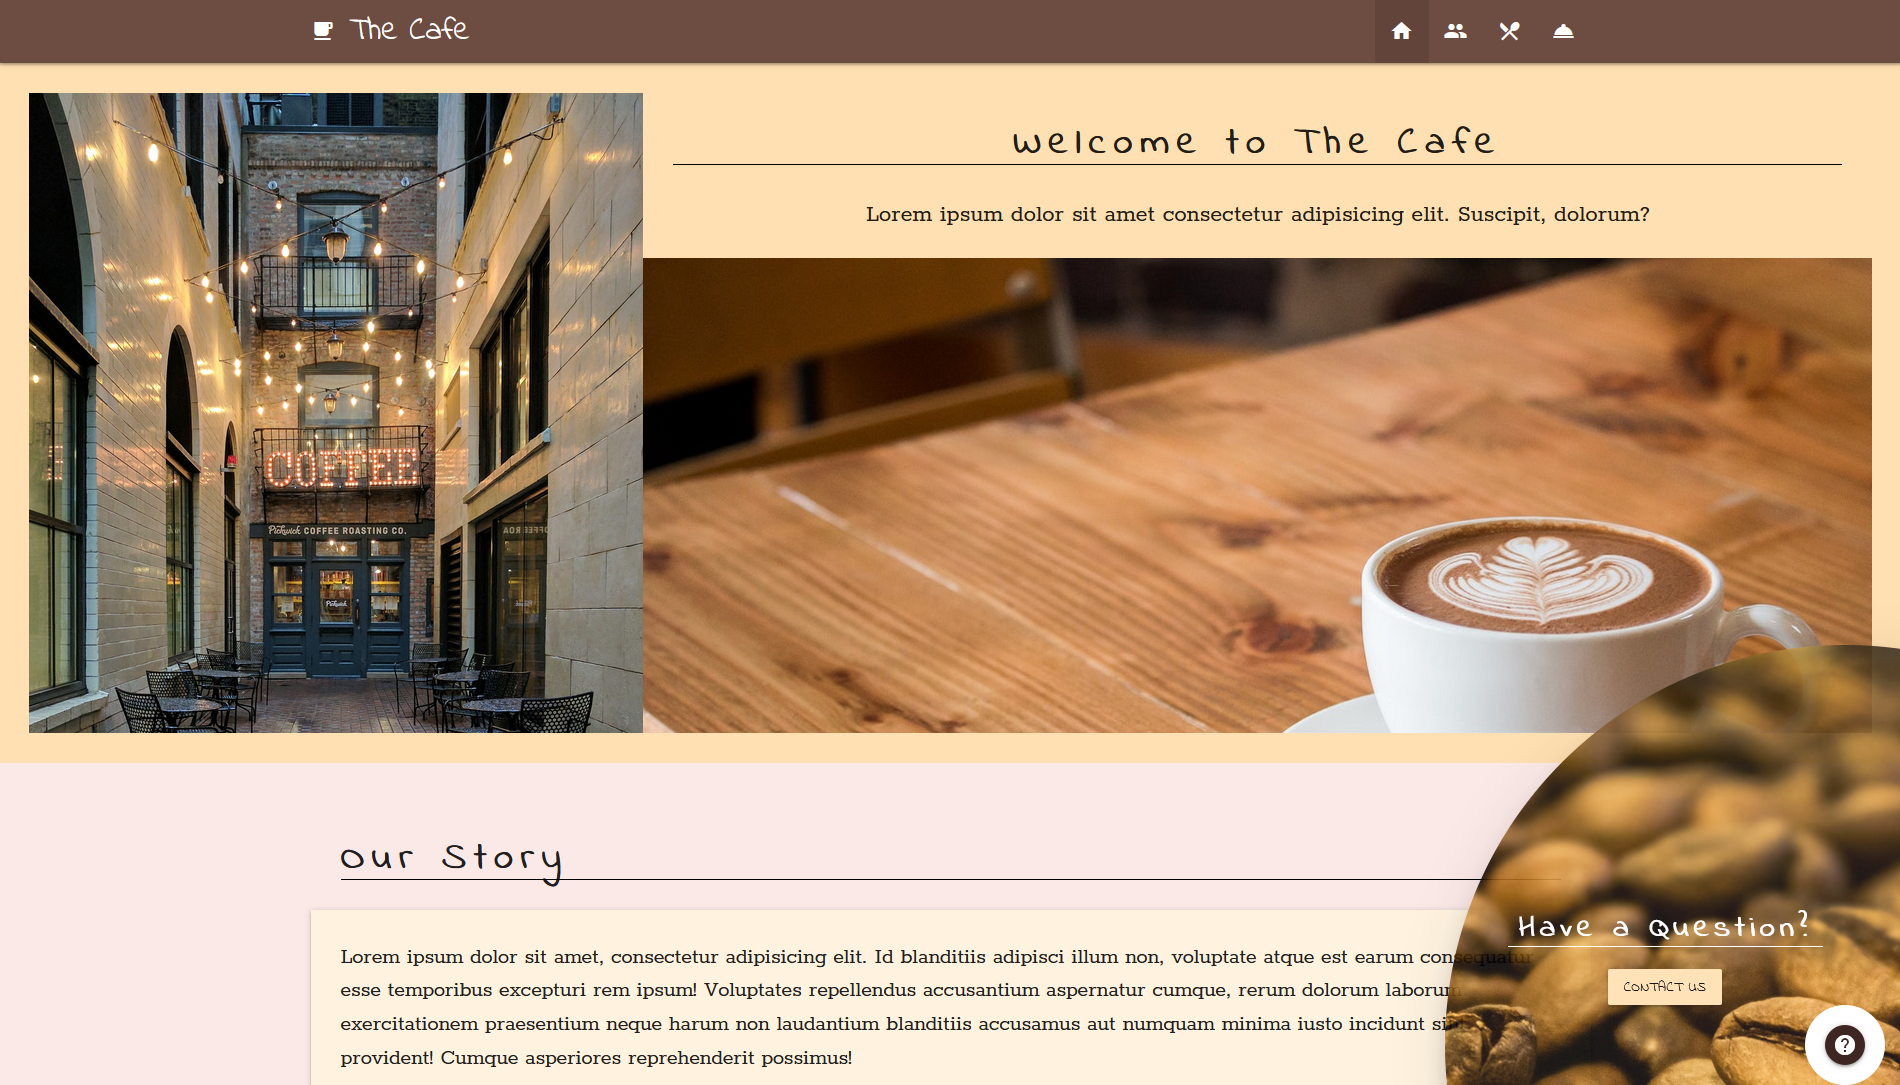 The Cafe
Welcome to The Cafe
Lorem ipsum dolor sit amet consectetur adipisicing elit. Suscipit, dolorum?
COFFEE
Pickwick COFFEE ROASTING CO.
Pickwick
Our Story
Have a Question?
CONTACT US
Lorem ipsum dolor sit amet, consectetur adipisicing elit. Id blanditiis adipisci illum non, voluptate atque est earum consequatur
esse temporibus excepturi rem ipsum! Voluptates repellendus accusantium aspernatur cumque, rerum dolorum laborum
exercitationem praesentium neque harum non laudantium blanditiis accusamus aut numquam minima iusto incidunt
provident! Cumque asperiores reprehenderit possimus!